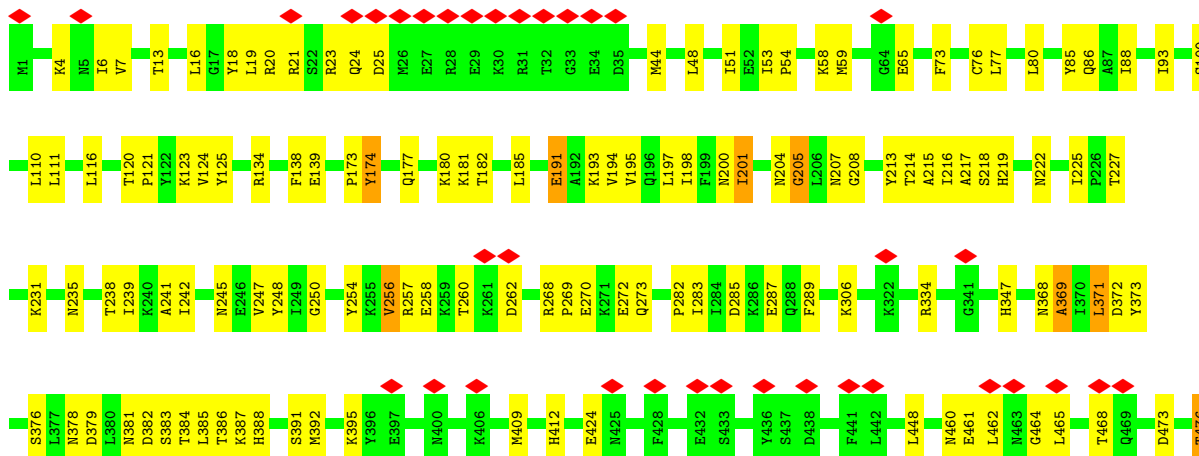 M1 K4 N5 I6 V7 T13 L16 G17 Y18 L19 R20 R21 S22 R23 Q24 D25 M26 E27 R28 E29 K30 R31 T32 G33 E34 D35 M44 L48 I51 E52 I53 P54 K58 M59 G64 E65 F73 C76 L77 L80 Y85 Q86 A87 I88 I93
L110 L111 L116 T120 P121 Y122 K123 V124 Y125 R134 F138 E139 P173 Y174 Q177 K180 K181 T182 L185 E191 A192 K193 V194 V195 Q196 L197 I198 F199 N200 I201 N204 G205 L206 N207 G208 Y213 T214 A215 I216 A217 S218 H219 N222 I225 P226 T227
K231 N235 T238 I239 K240 A241 I242 N245 E246 V247 Y248 I249 G250 Y254 K255 V256 R257 E258 K259 T260 K261 D262 R268 P269 E270 K271 E272 Q273 P282 I283 I284 D285 K286 E287 Q288 F289 K306 K322 R334 G341 H347 N368 A369 I370 L371 D372 Y373
S376 L377 N378 D379 L380 N381 D382 S383 T384 L385 T386 K387 H388 S391 M392 K395 Y396 E397 N400 K406 M409 H412 E424 N425 F428 E432 S433 Y436 S437 D438 F441 L442 L448 N460 E461 L462 N463 G464 L465 T468 Q469 D473